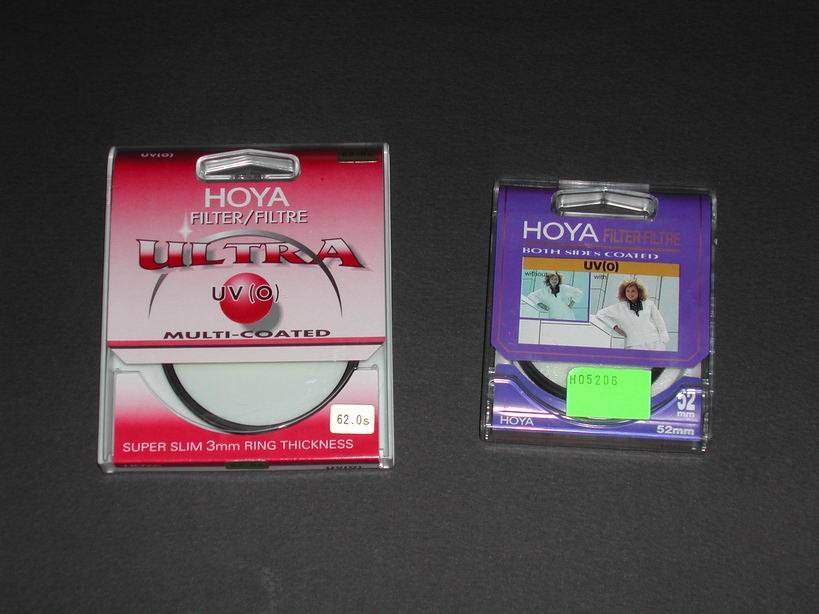 UV(O)
HOYA
FILTER/FILTRE
ULTRA
UV (O)
MULTI-COATED
62.0s
SUPER SLIM 3mm RING THICKNESS
UV(O)
HOYA FILTER-FILTRE
BOTH SIDES COATED
UV(O)
without
with
H05206
52
mm
HOYA
52mm